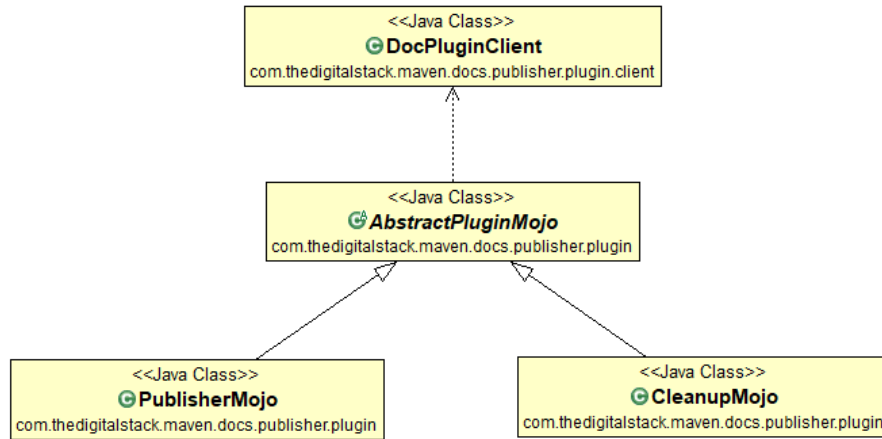 <<Java Class>>
DocPluginClient
com.thedigitalstack.maven.docs.publisher.plugin.client
<<Java Class>>
AbstractPluginMojo
com.thedigitalstack.maven.docs.publisher.plugin
<<Java Class>>
PublisherMojo
com.thedigitalstack.maven.docs.publisher.plugin
<<Java Class>>
CleanupMojo
com.thedigitalstack.maven.docs.publisher.plugin